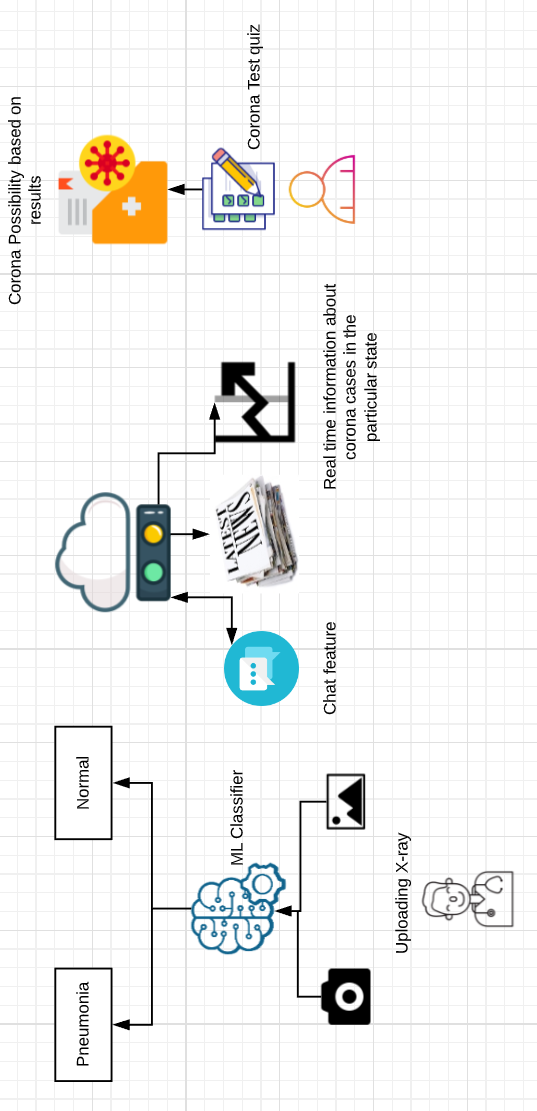 Pneumonia
Normal
ML Classifier
Uploading X-ray
Chat feature
LATEST
NEWS
Real time information about
corona cases in the
particular state
Corona Possibility based on
results
Corona Test quiz